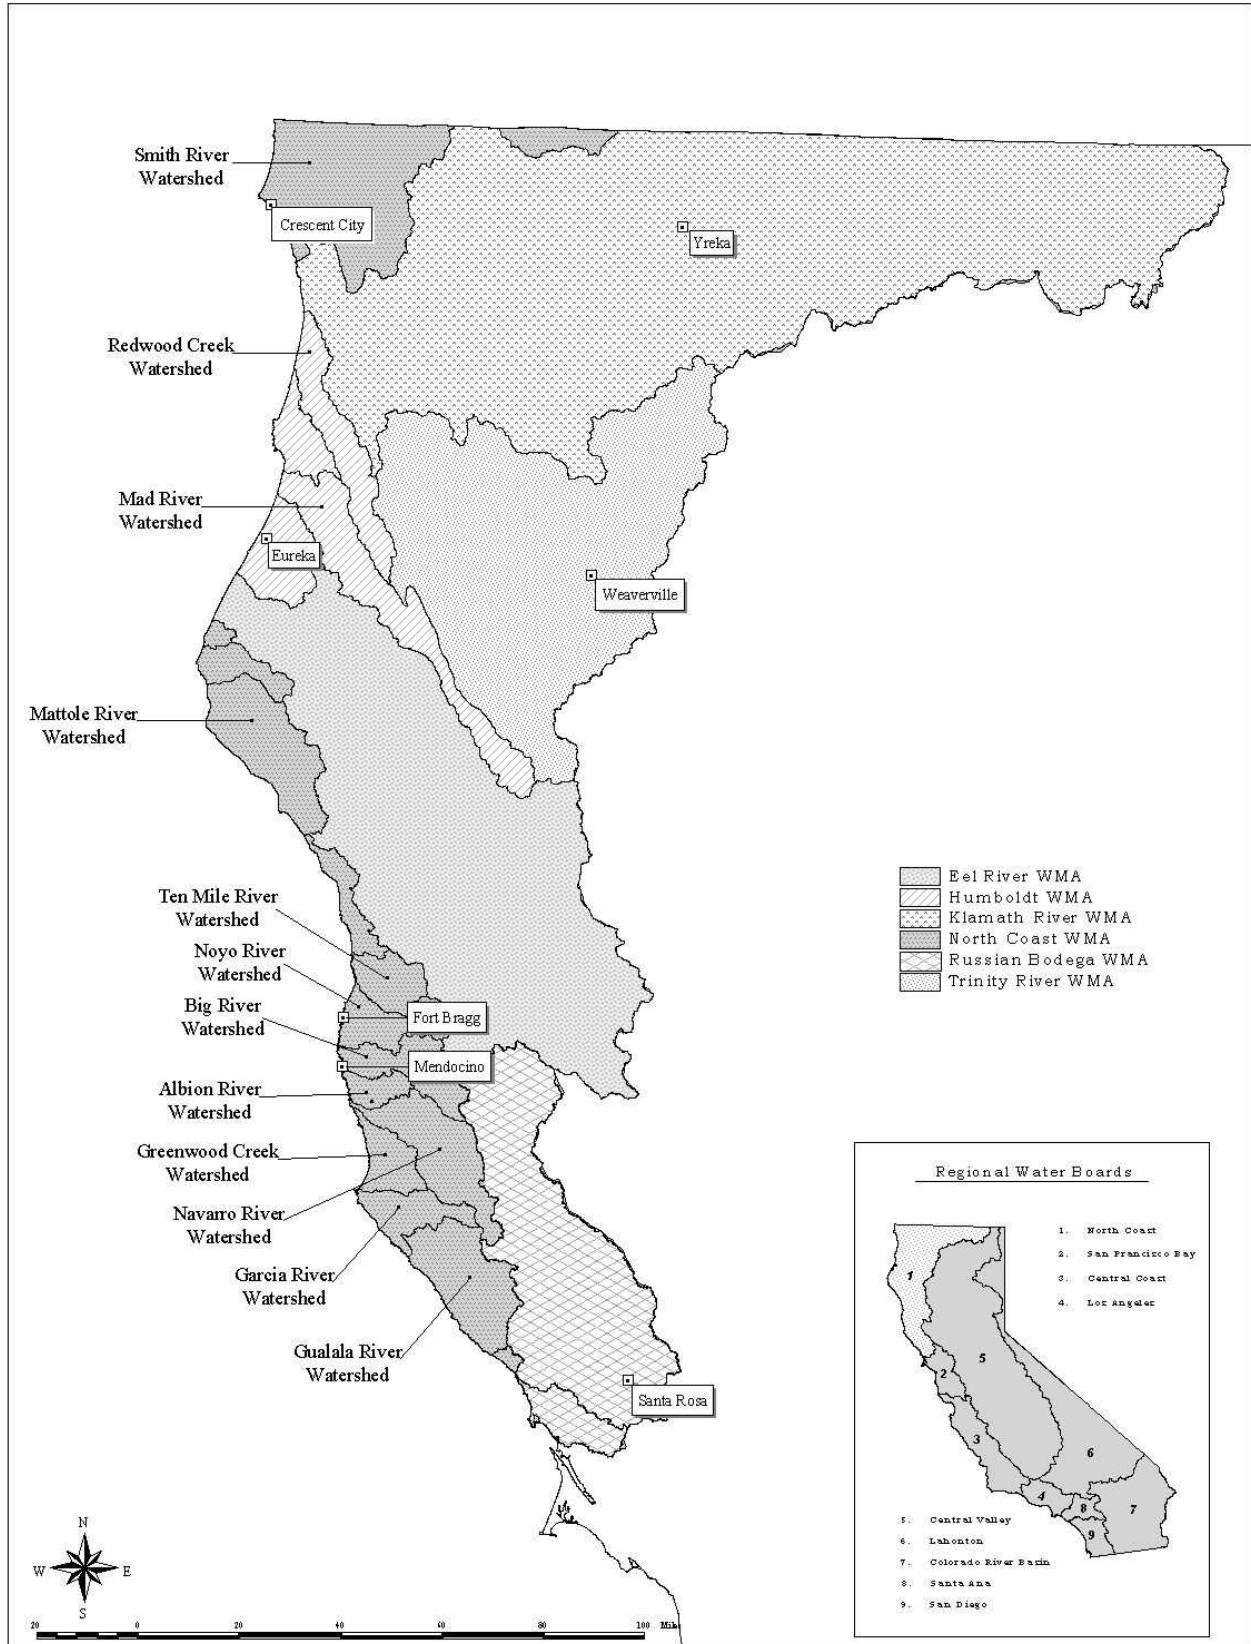 Smith River
Watershed
Crescent City
Yreka
Redwood Creek
Watershed
Mad River
Watershed
Eureka
Weaverville
Mattole River
Watershed
Eel River WMA
Humboldt WMA
Klamath River WMA
North Coast WMA
Russian Bodega WMA
Trinity River WMA
Ten Mile River
Watershed
Noyo River
Watershed
Big River
Watershed
Fort Bragg
Mendocino
Albion River
Watershed
Greenwood Creek
Watershed
Navarro River
Watershed
Garcia River
Watershed
Gualala River
Watershed
Santa Rosa
Regional Water Boards
1. North Coast
2. San Francisco Bay
3. Central Coast
4. Los Angeles
1
2
3
4
5
6
7
8
9
5. Central Valley
6. Lahonton
7. Colorado River Basin
8. Santa Ana
9. San Diego
N
W E
S
20 0 20 40 60 80 100 Miles